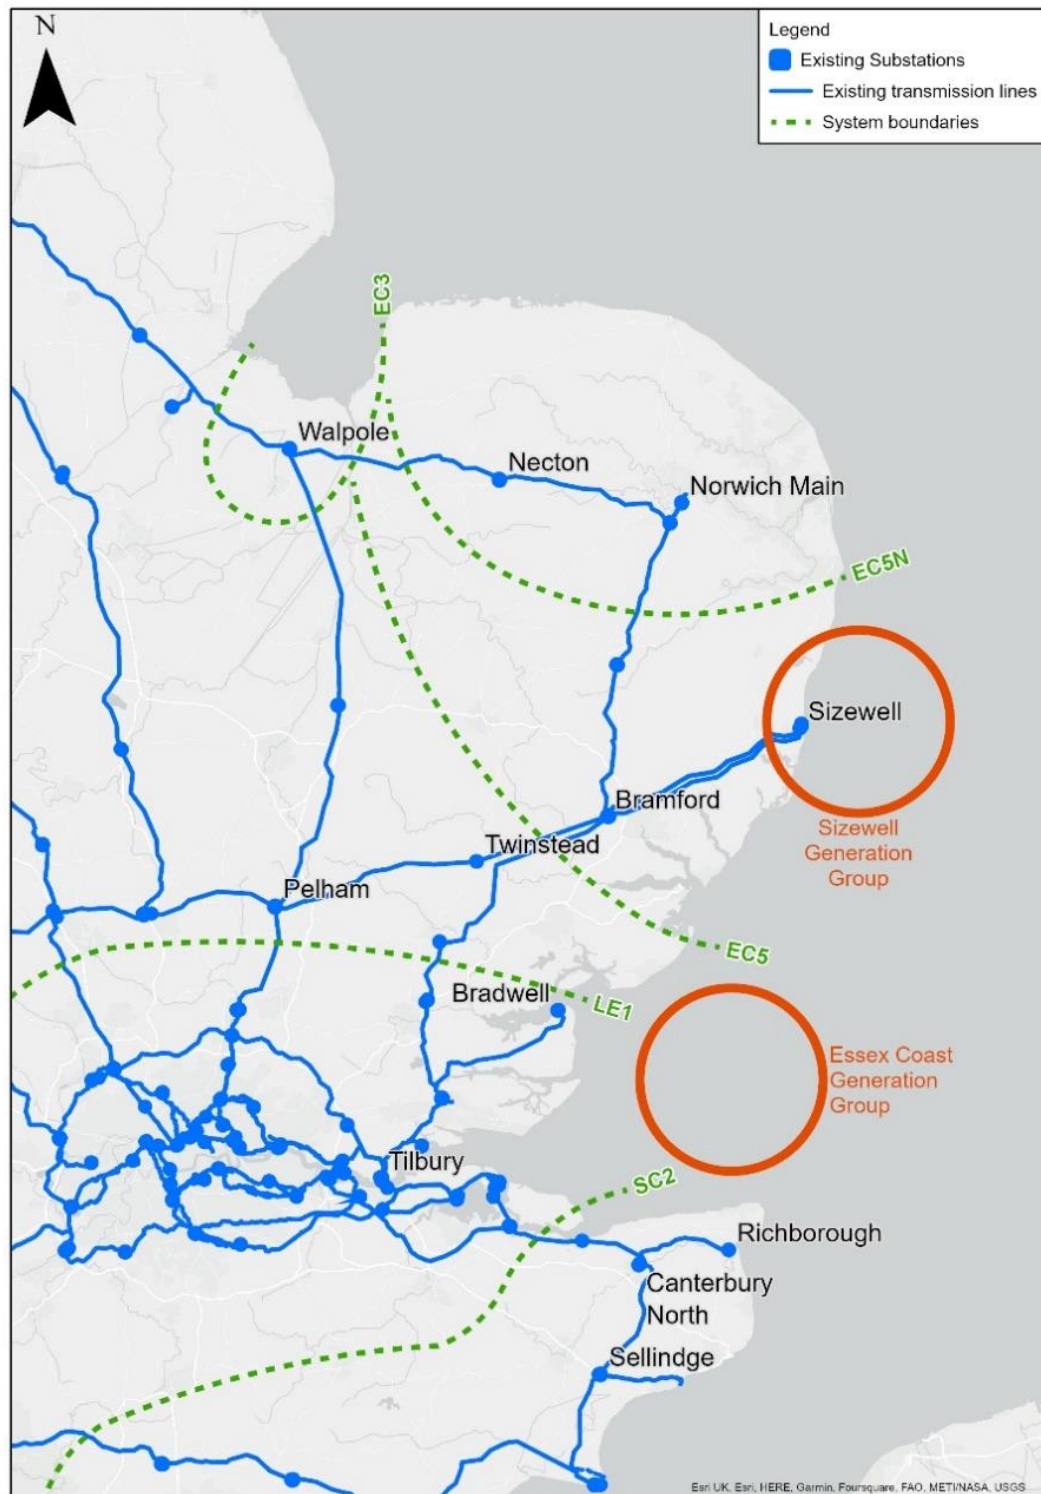 N
Legend
Existing Substations
Existing transmission lines
System boundaries
EC3
Walpole
Necton
Norwich Main
EC5N
Sizewell
Bramford
Sizewell
Generation
Group
Twinstead
Pelham
EC5
Bradwell
LE1
Essex Coast
Generation
Group
Tilbury
SC2
Richborough
Canterbury
North
Sellindge
Esri UK, Esri, HERE, Garmin, Foursquare, FAO, METI/NASA, USGS